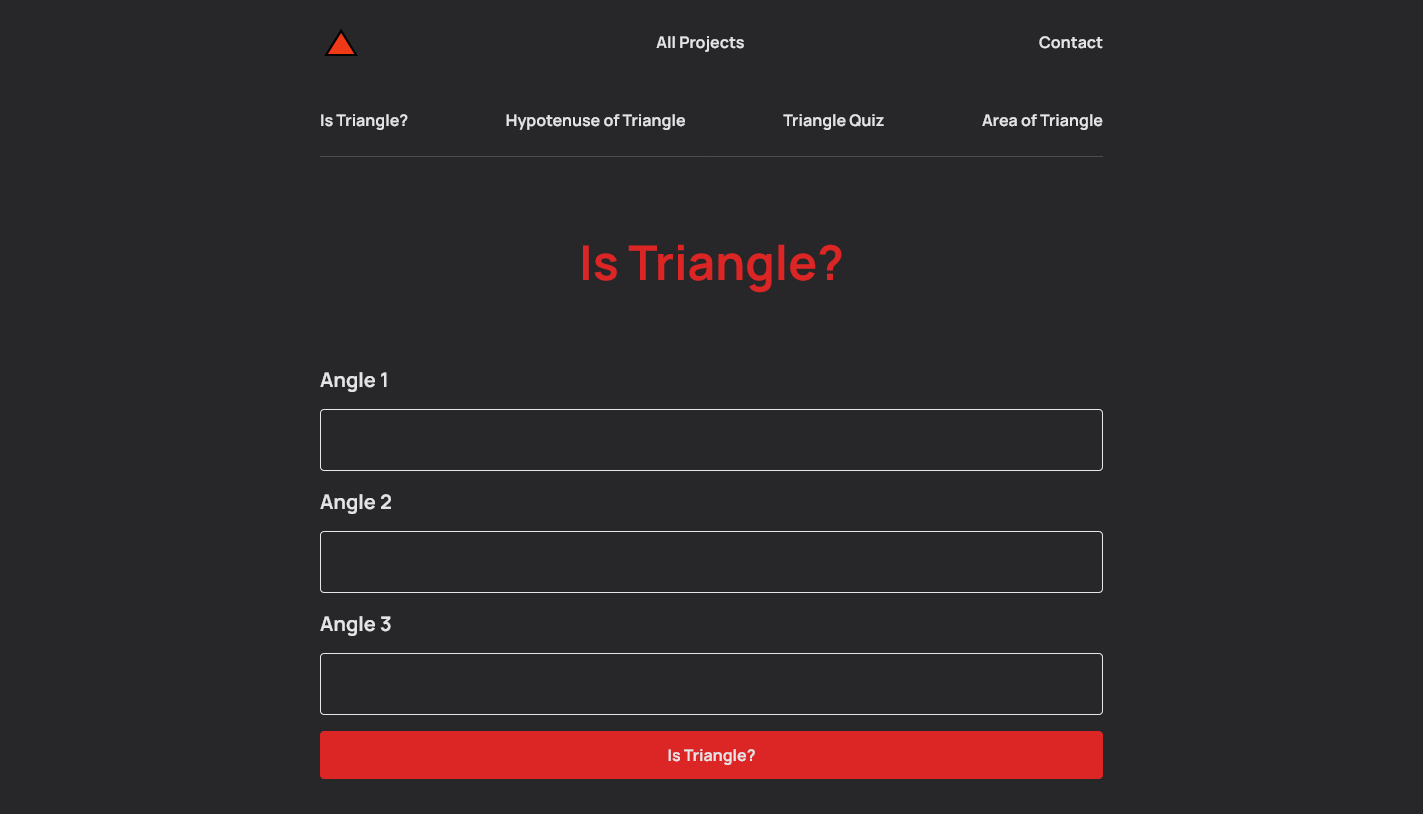 All Projects
Contact
Is Triangle?
Hypotenuse of Triangle
Triangle Quiz
Area of Triangle
Is Triangle?
Angle 1
Angle 2
Angle 3
Is Triangle?